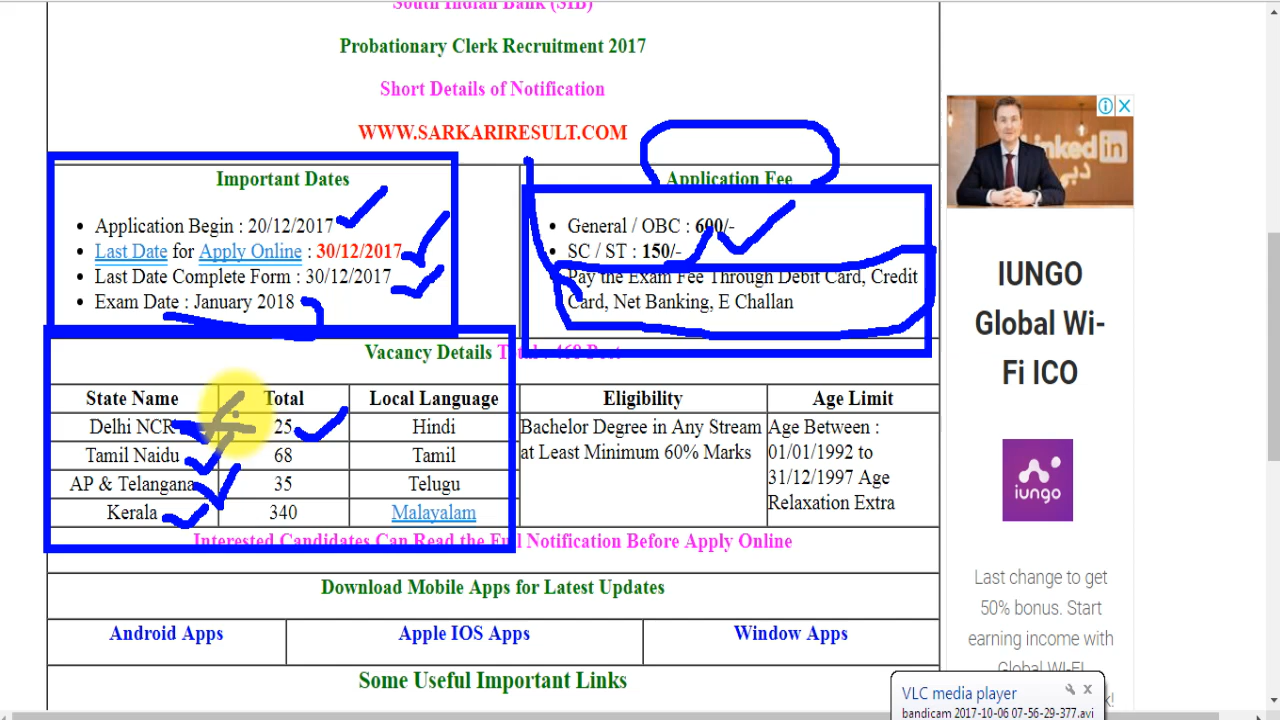 South Indian Bank (SIB)
Probationary Clerk Recruitment 2017
Short Details of Notification
WWW.SARKARIRESULT.COM
Important Dates
Application Begin : 20/12/2017
Last Date for Apply Online : 30/12/2017
Last Date Complete Form : 30/12/2017
Exam Date : January 2018
Application Fee
General / OBC : 600/-
SC / ST : 150/-
Pay the Exam Fee Through Debit Card, Credit
Card, Net Banking, E Challan
Vacancy Details Total : 468 Post
State Name Total Local Language Eligibility Age Limit
Delhi NCR 25 Hindi
Tamil Naidu 68 Tamil
AP & Telangana 35 Telugu
Kerala 340 Malayalam
Bachelor Degree in Any Stream
at Least Minimum 60% Marks
Age Between :
01/01/1992 to
31/12/1997 Age
Relaxation Extra
Interested Candidates Can Read the Full Notification Before Apply Online
Download Mobile Apps for Latest Updates
Android Apps Apple IOS Apps Window Apps
Some Useful Important Links
Linked in
دبي
IUNGO
Global Wi-
Fi ICO
iungo
Last change to get
50% bonus. Start
earning income with
Global WI-FI
VLC media player
bandicam 2017-10-06 07-56-29-377.avi